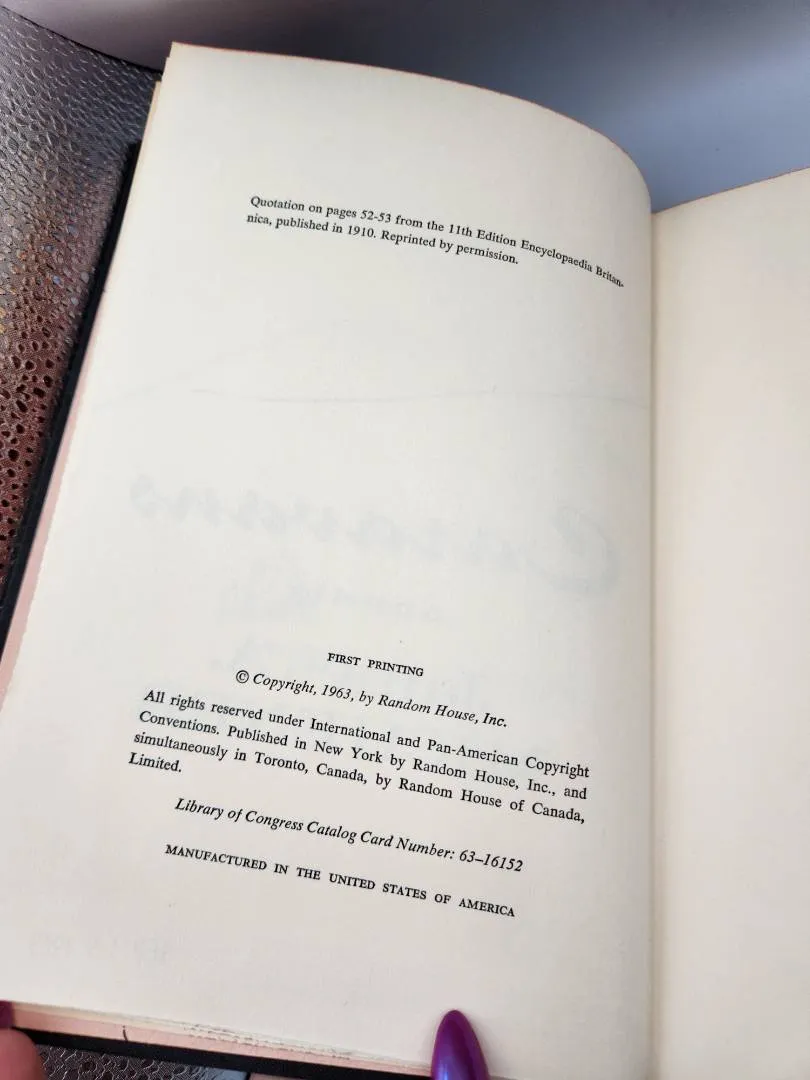 Quotation on pages 52-53 from the 11th Edition Encyclopaedia Britan-
nica, published in 1910. Reprinted by permission.
FIRST PRINTING
© Copyright, 1963, by Random House, Inc.
All rights reserved under International and Pan-American Copyright
Conventions. Published in New York by Random House, Inc., and
simultaneously in Toronto, Canada, by Random House of Canada,
Limited.
Library of Congress Catalog Card Number: 63–16152
MANUFACTURED IN THE UNITED STATES OF AMERICA